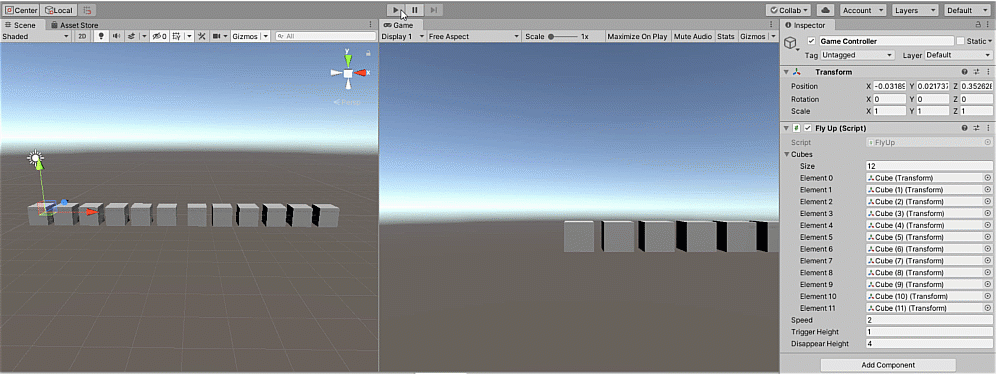 Center Local Collab Account Layers Default
Scene Asset Store Game Inspector
Shaded 2D 0 Gizmos All Display 1 Free Aspect Scale 1x Maximize On Play Mute Audio Stats Gizmos
Game Controller Static
Tag Untagged Layer Default
y
x
Persp
Transform
Position X -0.0318 Y 0.02173 Z 0.352628
Rotation X 0 Y 0 Z 0
Scale X 1 Y 1 Z 1
Fly Up (Script)
Script FlyUp
Cubes
Size 12
Element 0 Cube (Transform)
Element 1 Cube (1) (Transform)
Element 2 Cube (2) (Transform)
Element 3 Cube (3) (Transform)
Element 4 Cube (4) (Transform)
Element 5 Cube (5) (Transform)
Element 6 Cube (6) (Transform)
Element 7 Cube (7) (Transform)
Element 8 Cube (8) (Transform)
Element 9 Cube (9) (Transform)
Element 10 Cube (10) (Transform)
Element 11 Cube (11) (Transform)
Speed 2
Trigger Height 1
Disappear Height 4
Add Component